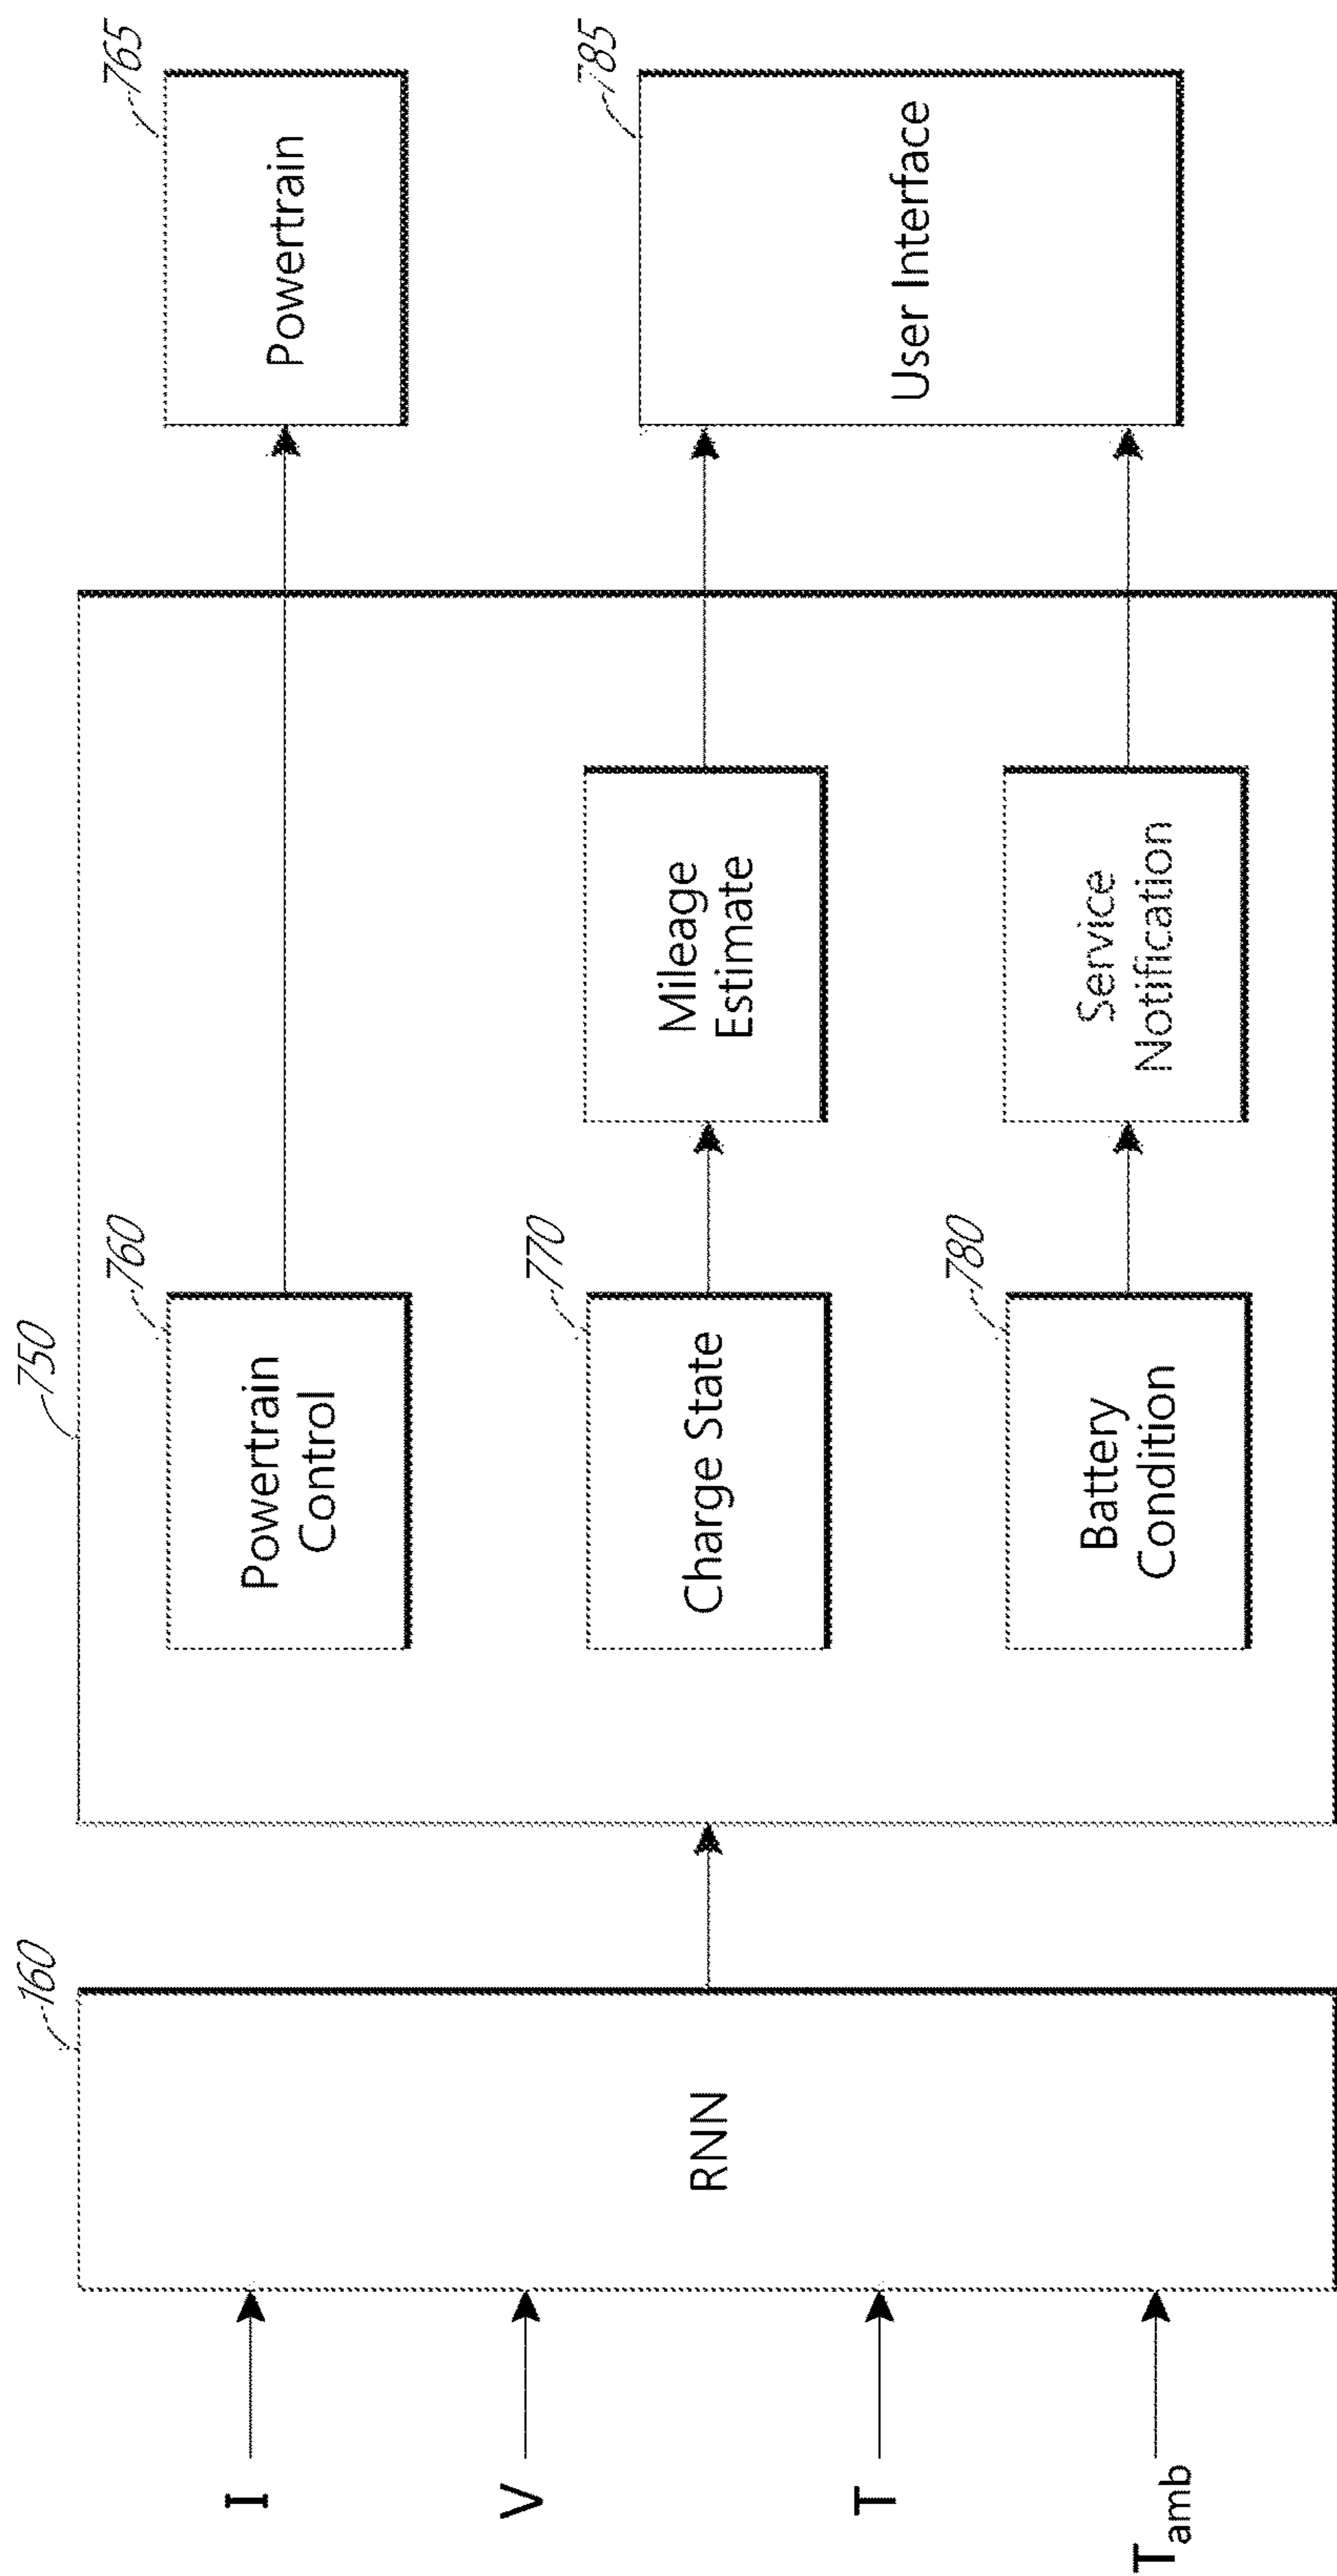 I
V
T
Tamb
160
RNN
750
760
Powertrain
Control
770
Charge State
780
Battery
Condition
Mileage
Estimate
Service
Notification
765
Powertrain
785
User Interface